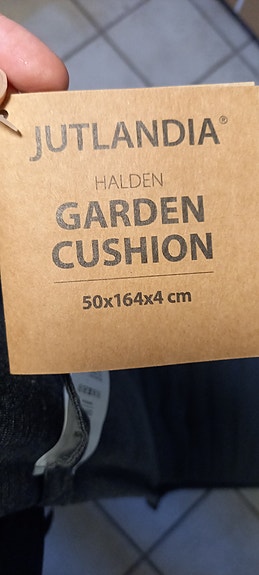 JUTLANDIA®
HALDEN
GARDEN
CUSHION
50x164x4 cm